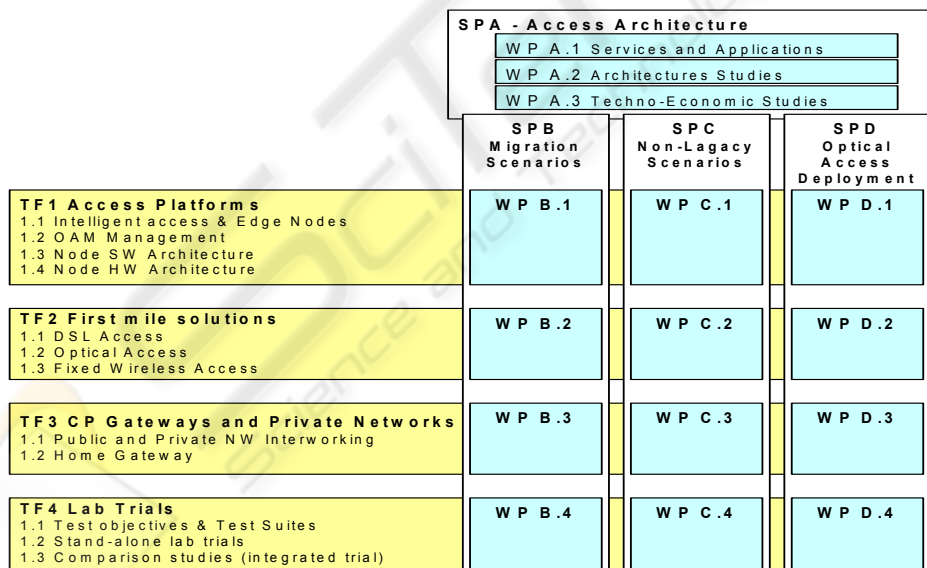 SPA - Access Architecture
WP A.1 Services and Applications
WP A.2 Architectures Studies
WP A.3 Techno-Economic Studies
SPB
Migration
Scenarios
SPC
Non-Lagacy
Scenarios
SPD
Optical
Access
Deployment
TF1 Access Platforms
1.1 Intelligent access & Edge Nodes
1.2 OAM Management
1.3 Node SW Architecture
1.4 Node HW Architecture
WP B.1
WP C.1
WP D.1
TF2 First mile solutions
1.1 DSL Access
1.2 Optical Access
1.3 Fixed Wireless Access
WP B.2
WP C.2
WP D.2
TF3 CP Gateways and Private Networks
1.1 Public and Private NW Interworking
1.2 Home Gateway
WP B.3
WP C.3
WP D.3
TF4 Lab Trials
1.1 Test objectives & Test Suites
1.2 Stand-alone lab trials
1.3 Comparison studies (integrated trial)
WP B.4
WP C.4
WP D.4